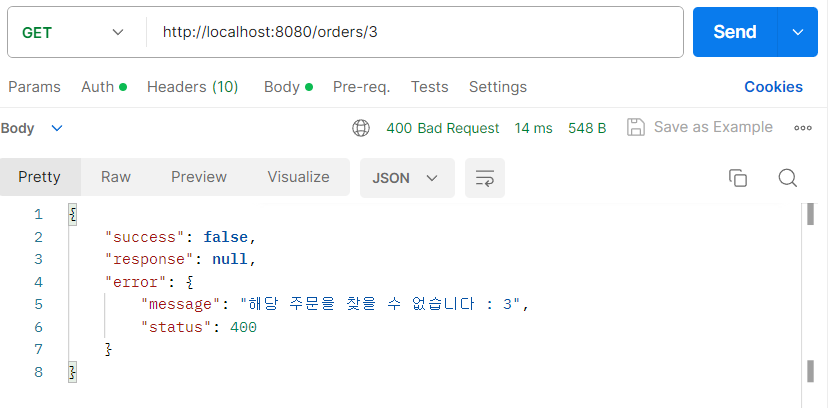 GET http://localhost:8080/orders/3 Send
Params Auth Headers (10) Body Pre-req. Tests Settings Cookies
Body 400 Bad Request 14 ms 548 B Save as Example
Pretty Raw Preview Visualize JSON
1 {
2 "success": false,
3 "response": null,
4 "error": {
5 "message": "해당 주문을 찾을 수 없습니다 : 3",
6 "status": 400
7 }
8 }